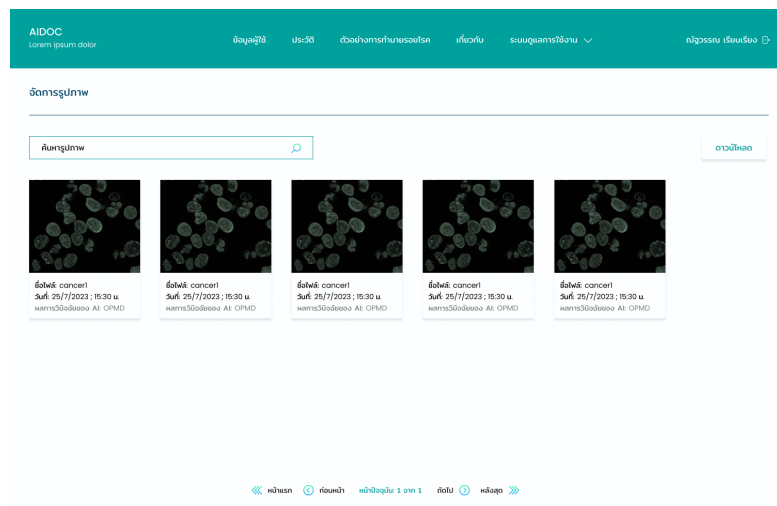 AIDOC
Lorem ipsum dolor
ข้อมูลผู้ใช้ ประวัติ ตัวอย่างการทำนายรอยโรค เกี่ยวกับ ระบบดูแลการใช้งาน
ณัฐวรรณ เรียบเรียง
จัดการรูปภาพ
ค้นหารูปภาพ
ดาวน์โหลด
ชื่อไฟล์: cancer1
วันที่: 25/7/2023 ; 15:30 น.
ผลการวินิจฉัยของ AI: OPMD
ชื่อไฟล์: cancer1
วันที่: 25/7/2023 ; 15:30 น.
ผลการวินิจฉัยของ AI: OPMD
ชื่อไฟล์: cancer1
วันที่: 25/7/2023 ; 15:30 น.
ผลการวินิจฉัยของ AI: OPMD
ชื่อไฟล์: cancer1
วันที่: 25/7/2023 ; 15:30 น.
ผลการวินิจฉัยของ AI: OPMD
ชื่อไฟล์: cancer1
วันที่: 25/7/2023 ; 15:30 น.
ผลการวินิจฉัยของ AI: OPMD
หน้าแรก ก่อนหน้า หน้าปัจจุบัน: 1 จาก 1 ถัดไป หลังสุด